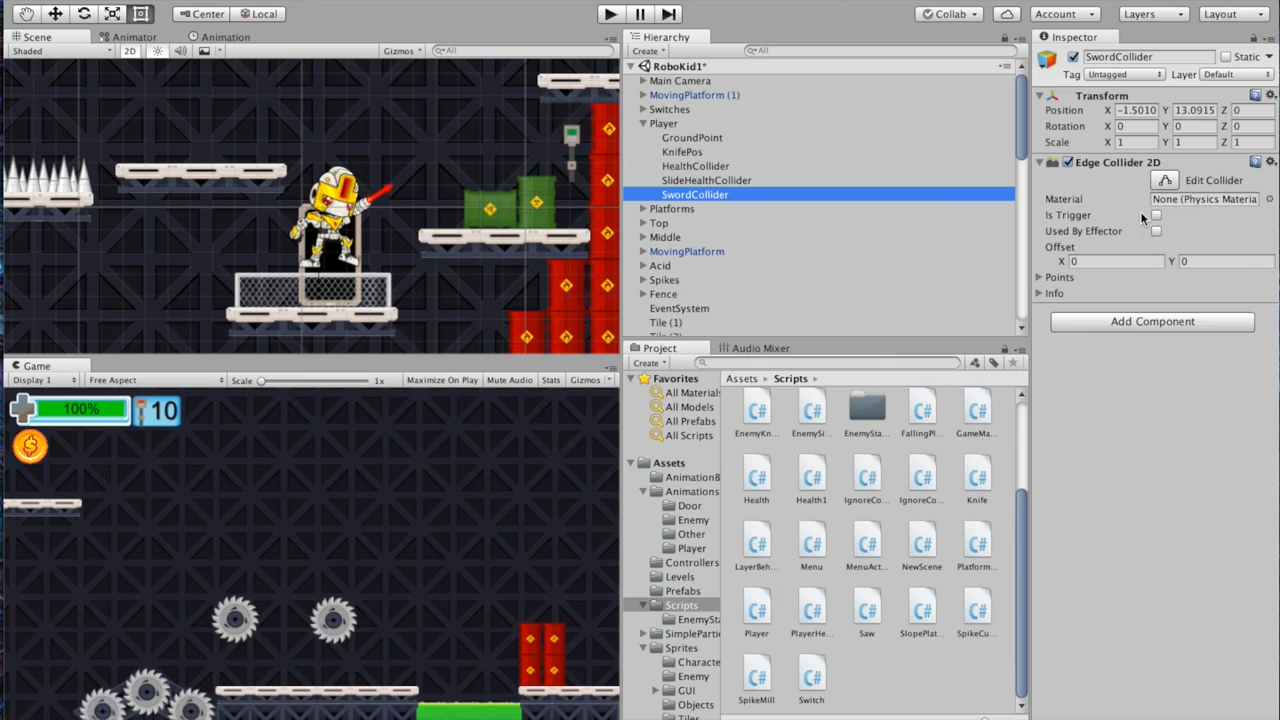 Center Local Collab Account Layers Layout
Scene Animator Animation
Shaded 2D Gizmos All
Hierarchy
Create All
RoboKid1*
Main Camera
MovingPlatform (1)
Switches
Player
GroundPoint
KnifePos
HealthCollider
SlideHealthCollider
SwordCollider
Platforms
Top
Middle
MovingPlatform
Acid
Spikes
Fence
EventSystem
Tile (1)
Inspector
SwordCollider Static
Tag Untagged Layer Default
Transform
Position X -1.5010 Y 13.0915 Z 0
Rotation X 0 Y 0 Z 0
Scale X 1 Y 1 Z 1
Edge Collider 2D
Edit Collider
Material None (Physics Materia
Is Trigger
Used By Effector
Offset
X 0 Y 0
Points
Info
Add Component
Game
Display 1 Free Aspect Scale 1x Maximize On Play Mute Audio Stats Gizmos
100% 10
Project Audio Mixer
Create
Favorites
All Materials
All Models
All Prefabs
All Scripts
Assets
AnimationB
Animations
Door
Enemy
Other
Player
Controllers
Levels
Prefabs
Scripts
EnemySta
SimpleParti
Sprites
Characte
Enemy
GUI
Objects
Tiles
Assets Scripts
EnemyKn... EnemySi... EnemySta... FallingPl... GameMa...
Health Health1 IgnoreCo... IgnoreCo... Knife
LayerBeh... Menu MenuAct... NewScene Platform...
Player PlayerHe... Saw SlopePlat... SpikeCu...
SpikeMill Switch